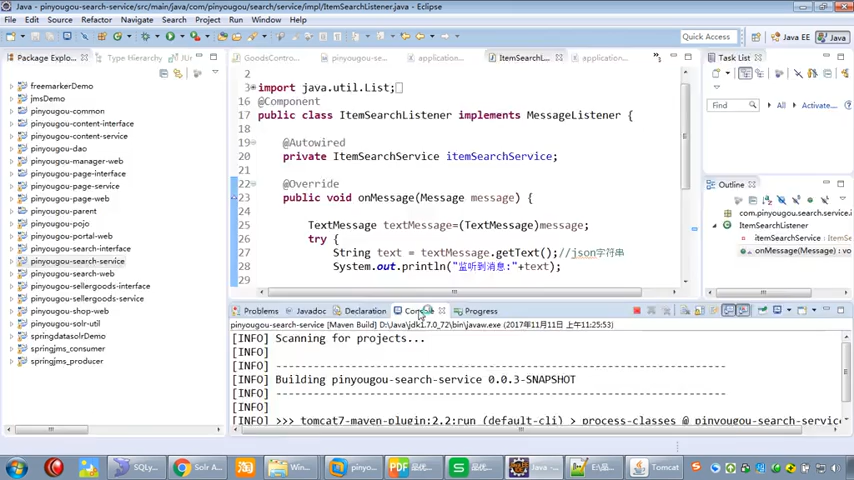 Java - pinyougou-search-service/src/main/java/com/pinyougou/search/service/impl/ItemSearchListener.java - Eclipse
File Edit Source Refactor Navigate Search Project Run Window Help
Quick Access
Java EE
Java
Package Explo...
Type Hierarchy
freemarkerDemo
jmsDemo
pinyougou-common
pinyougou-content-interface
pinyougou-content-service
pinyougou-dao
pinyougou-manager-web
pinyougou-page-interface
pinyougou-page-service
pinyougou-page-web
pinyougou-parent
pinyougou-pojo
pinyougou-portal-web
pinyougou-search-interface
pinyougou-search-service
pinyougou-search-web
pinyougou-sellergoods-interface
pinyougou-sellergoods-service
pinyougou-shop-web
pinyougou-solr-util
springdatasolrDemo
springjms_consumer
springjms_producer
GoodsContro...
pinyougou-se...
application...
ItemSearchL...
application...
2
3 import java.util.List;
16 @Component
17 public class ItemSearchListener implements MessageListener {
18
19 @Autowired
20 private ItemSearchService itemSearchService;
21
22 @Override
23 public void onMessage(Message message) {
24
25 TextMessage textMessage=(TextMessage)message;
26 try {
27 String text = textMessage.getText();//json字符串
28 System.out.println("监听到消息:"+text);
29
Task List
Find
All
Activate...
Outline
com.pinyougou.search.service.i
ItemSearchListener
itemSearchService : ItemS
onMessage(Message) : v
Problems
Javadoc
Declaration
Progress
pinyougou-search-service [Maven Build] D:\Java\jdk1.7.0_72\bin\javaw.exe (2017年11月11日 上午11:25:53)
[INFO] Scanning for projects...
[INFO]
[INFO] ------------------------------------------------------------------------
[INFO] Building pinyougou-search-service 0.0.3-SNAPSHOT
[INFO] ------------------------------------------------------------------------
[INFO]
[INFO] >>> tomcat7-maven-plugin:2.2:run (default-cli) > process-classes @ pinyougou-search-service
SQLy...
Solr A...
Win...
pinyo...
品优...
品优...
Java -...
E:\品...
Tomcat